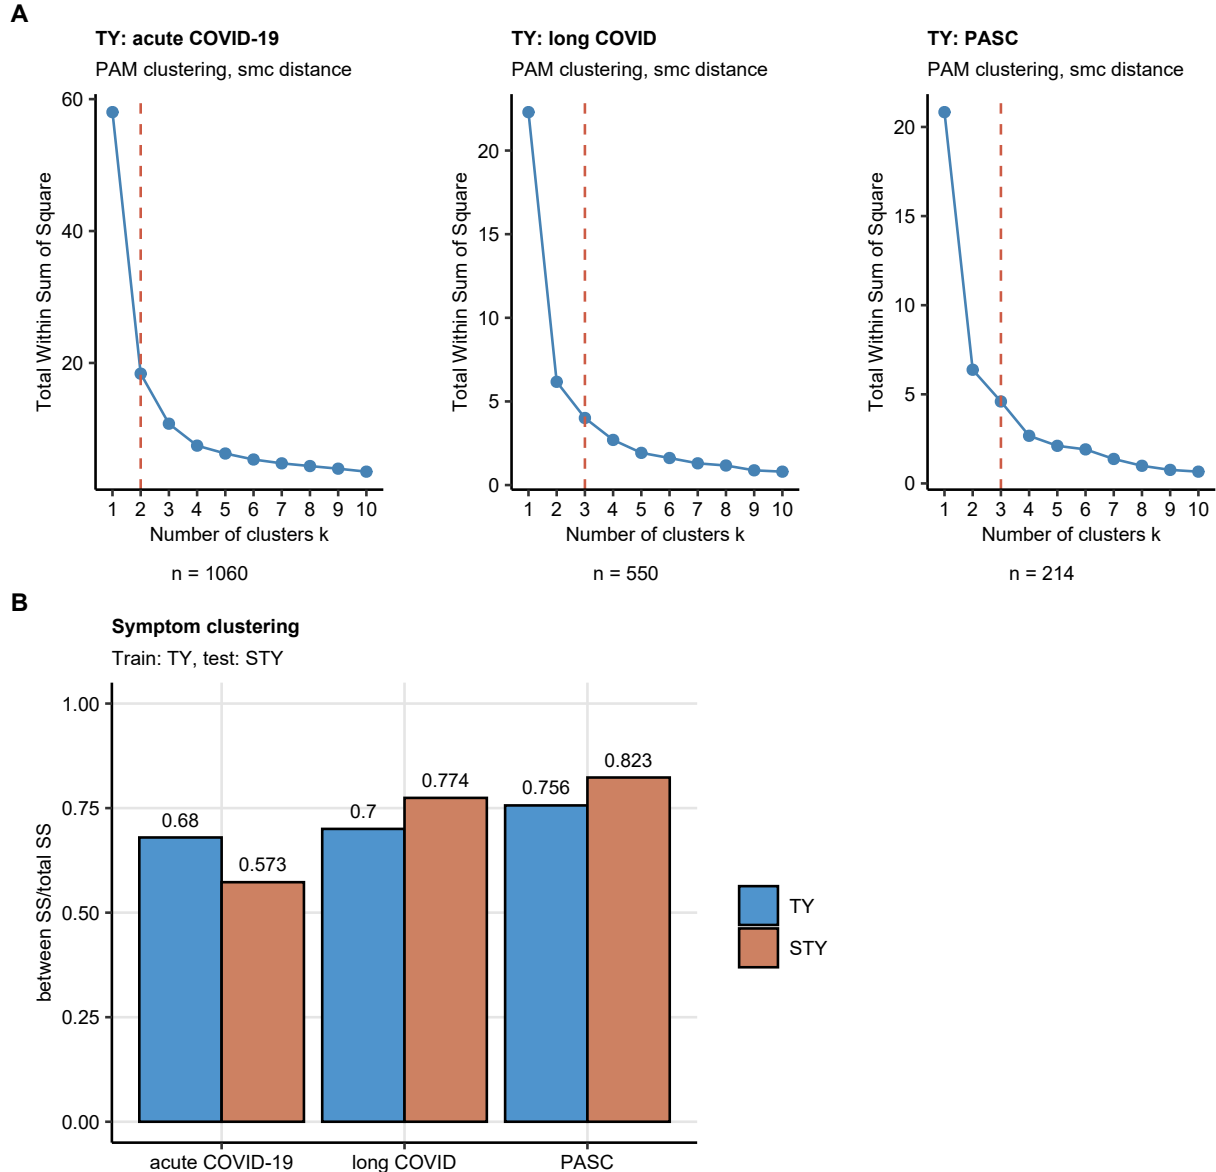 A
TY: acute COVID-19
PAM clustering, smc distance
Total Within Sum of Square
60
40
20
1 2 3 4 5 6 7 8 9 10
Number of clusters k
n = 1060
TY: long COVID
PAM clustering, smc distance
Total Within Sum of Square
20
15
10
5
0
1 2 3 4 5 6 7 8 9 10
Number of clusters k
n = 550
TY: PASC
PAM clustering, smc distance
Total Within Sum of Square
20
15
10
5
0
1 2 3 4 5 6 7 8 9 10
Number of clusters k
n = 214
B
Symptom clustering
Train: TY, test: STY
between SS/total SS
1.00
0.75
0.50
0.25
0.00
0.68
0.573
0.7
0.774
0.756
0.823
acute COVID-19
long COVID
PASC
TY
STY